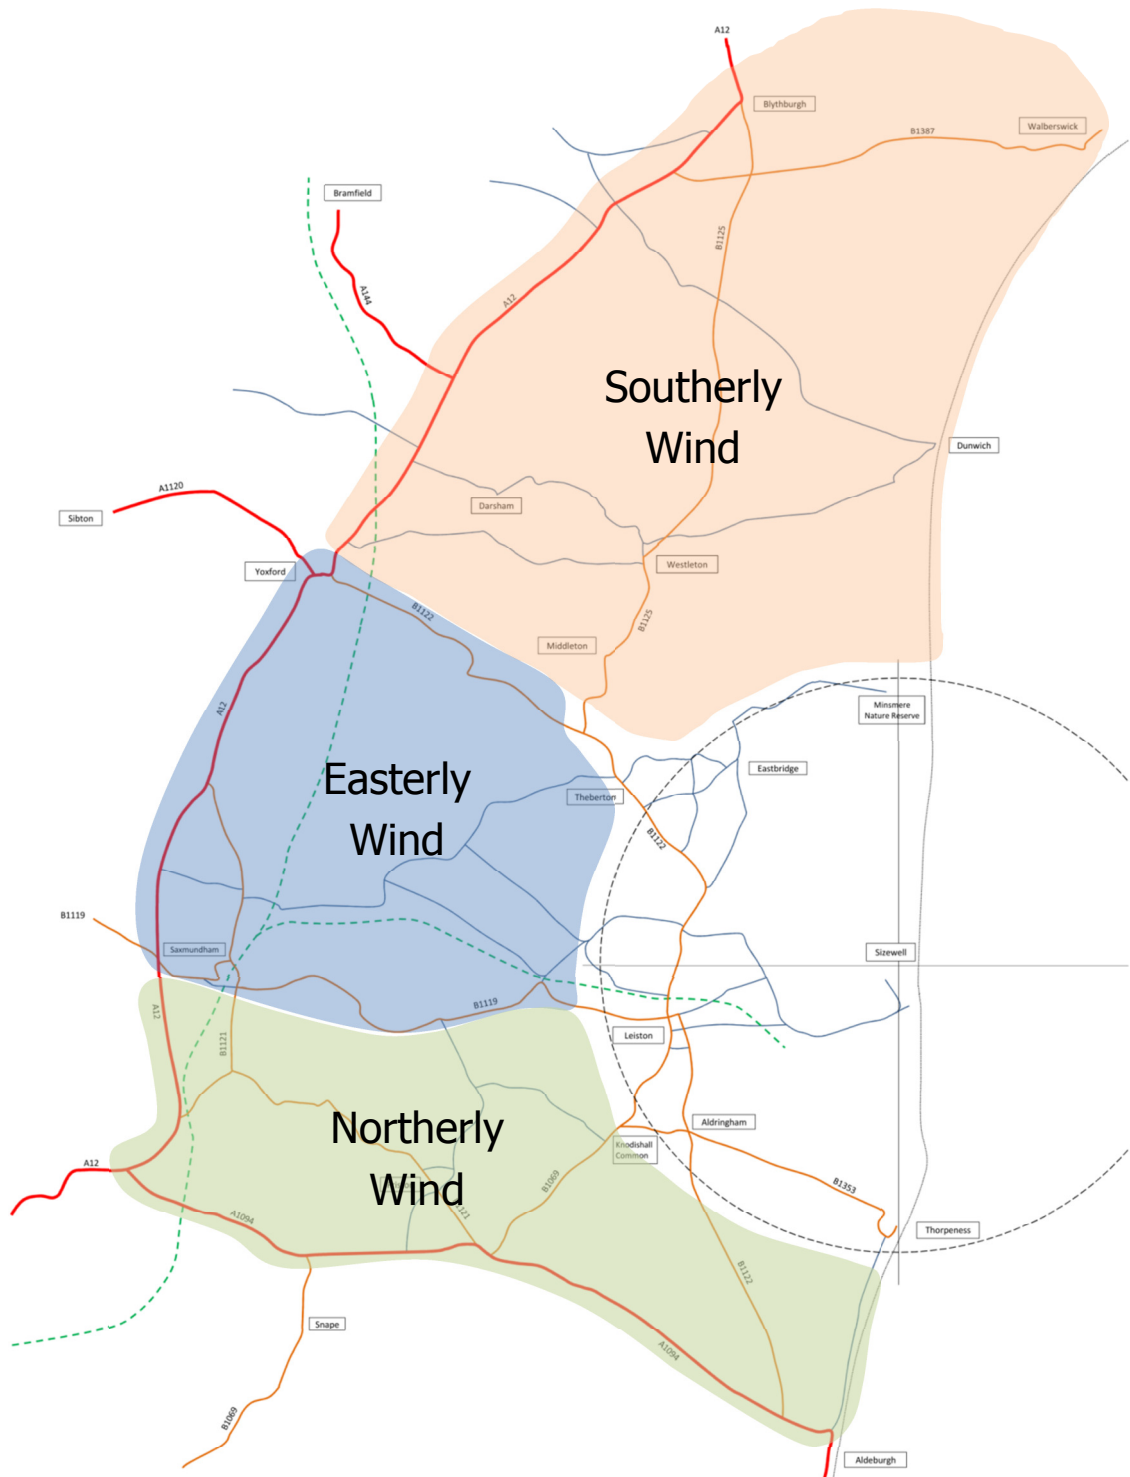 A12
Blythburgh
Walberswick
B1387
Bramfield
B1125
A144
A12
Southerly
Wind
Dunwich
A1120
Sibton
Darsham
Westleton
Yoxford
B1122
B1125
Middleton
Minsmere
Nature Reserve
A12
Easterly
Wind
Eastbridge
Theberton
B1122
B1119
Saxmundham
Sizewell
A12
B1119
B1121
Leiston
Northerly
Wind
Aldringham
Knodishall
Common
A12
B1069
B1353
A1094
B1121
Thorpeness
B1122
Snape
A1094
B1069
Aldeburgh